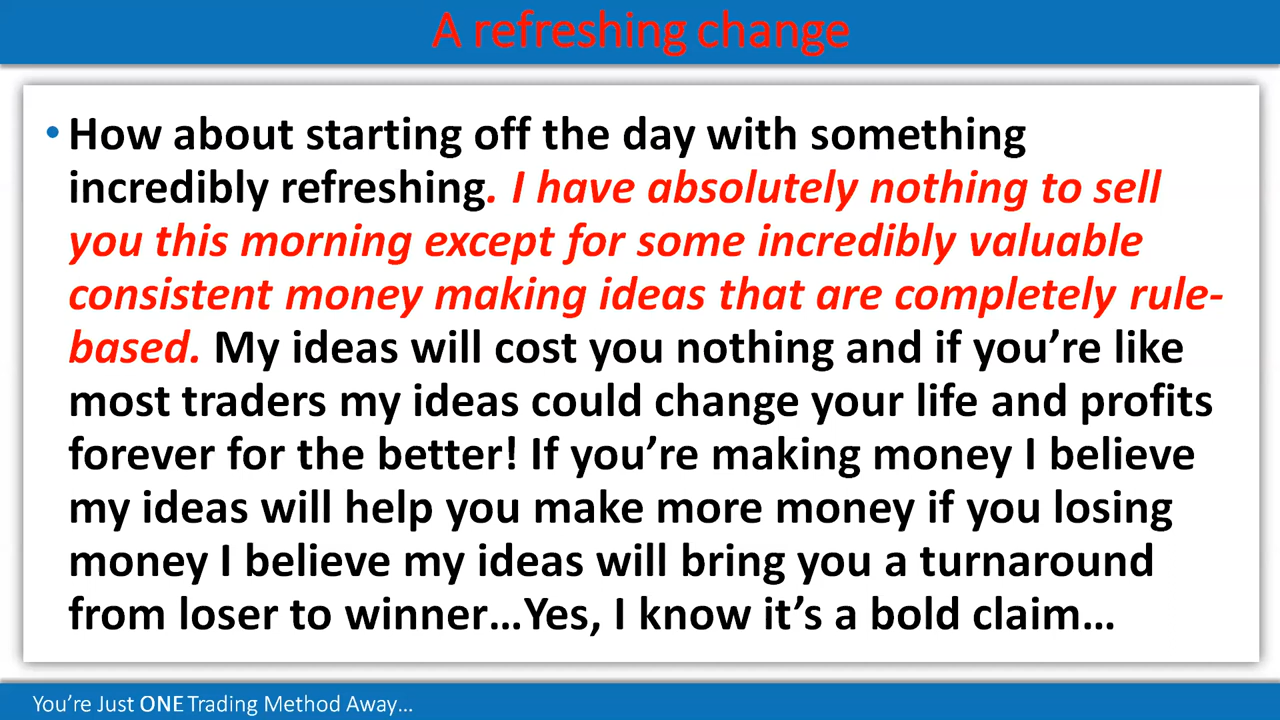 A refreshing change
• How about starting off the day with something
incredibly refreshing. I have absolutely nothing to sell
you this morning except for some incredibly valuable
consistent money making ideas that are completely rule-
based. My ideas will cost you nothing and if you’re like
most traders my ideas could change your life and profits
forever for the better! If you’re making money I believe
my ideas will help you make more money if you losing
money I believe my ideas will bring you a turnaround
from loser to winner…Yes, I know it’s a bold claim…
You’re Just ONE Trading Method Away…